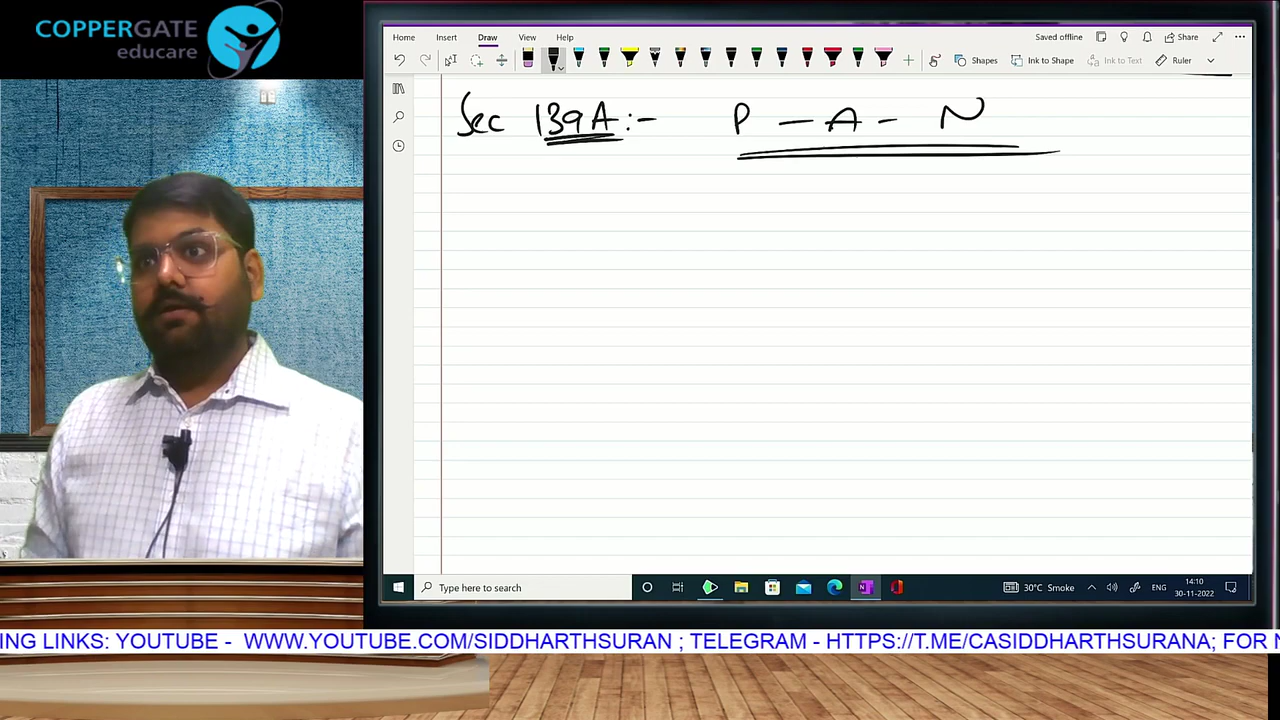 COPPERGATE
educare
Home Insert Draw View Help
Saved offline
Share
Shapes
Ink to Shape
Ink to Text
Ruler
Sec 139A:- P - A - N
Type here to search
30°C Smoke
ENG
14:10
30-11-2022
ING LINKS: YOUTUBE - WWW.YOUTUBE.COM/SIDDHARTHSURAN ; TELEGRAM - HTTPS://T.ME/CASIDDHARTHSURANA; FOR N